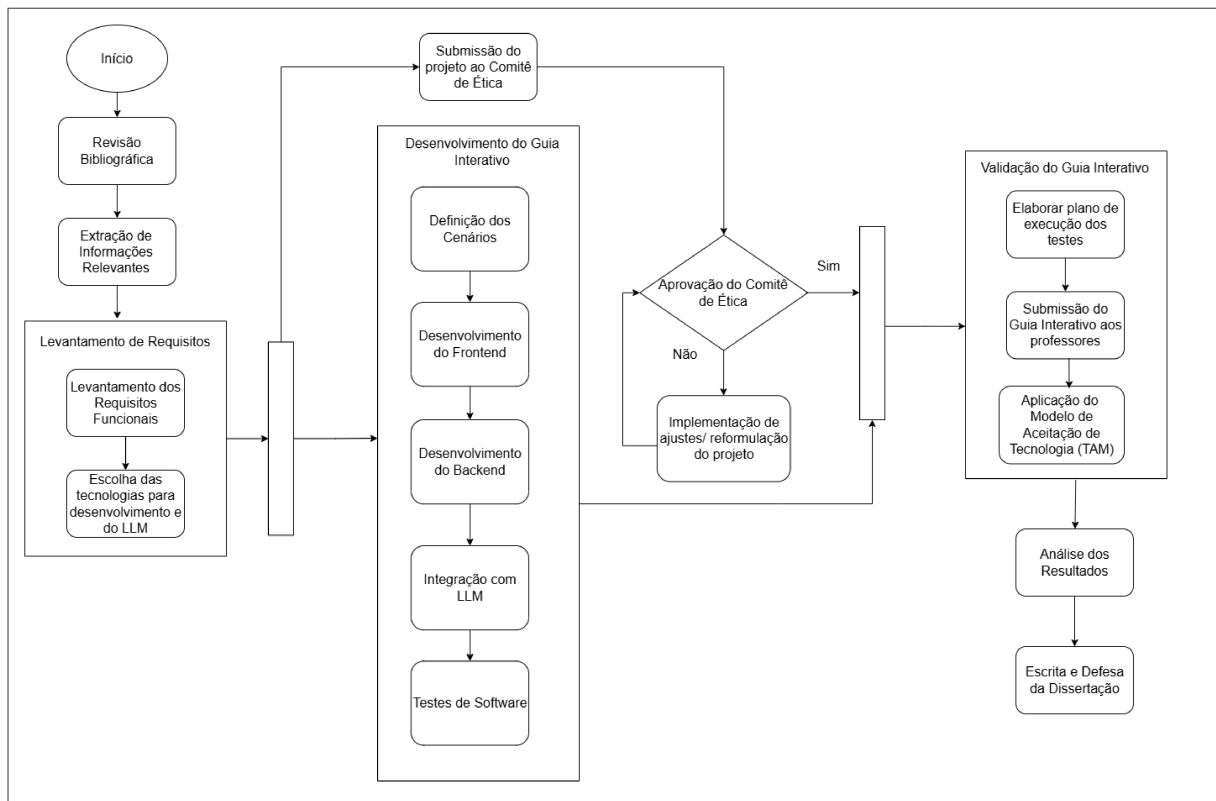 Início
Revisão
Bibliográfica
Extração de
Informações
Relevantes
Levantamento de Requisitos
Levantamento dos
Requisitos
Funcionais
Escolha das
tecnologias para
desenvolvimento e
do LLM
Submissão do
projeto ao Comitê
de Ética
Desenvolvimento do Guia
Interativo
Definição dos
Cenários
Desenvolvimento
do Frontend
Desenvolvimento
do Backend
Integração com
LLM
Testes de Software
Aprovação do Comitê
de Ética
Sim
Não
Implementação de
ajustes/ reformulação
do projeto
Validação do Guia Interativo
Elaborar plano de
execução dos
testes
Submissão do
Guia Interativo aos
professores
Aplicação do
Modelo de
Aceitação de
Tecnologia (TAM)
Análise dos
Resultados
Escrita e Defesa
da Dissertação